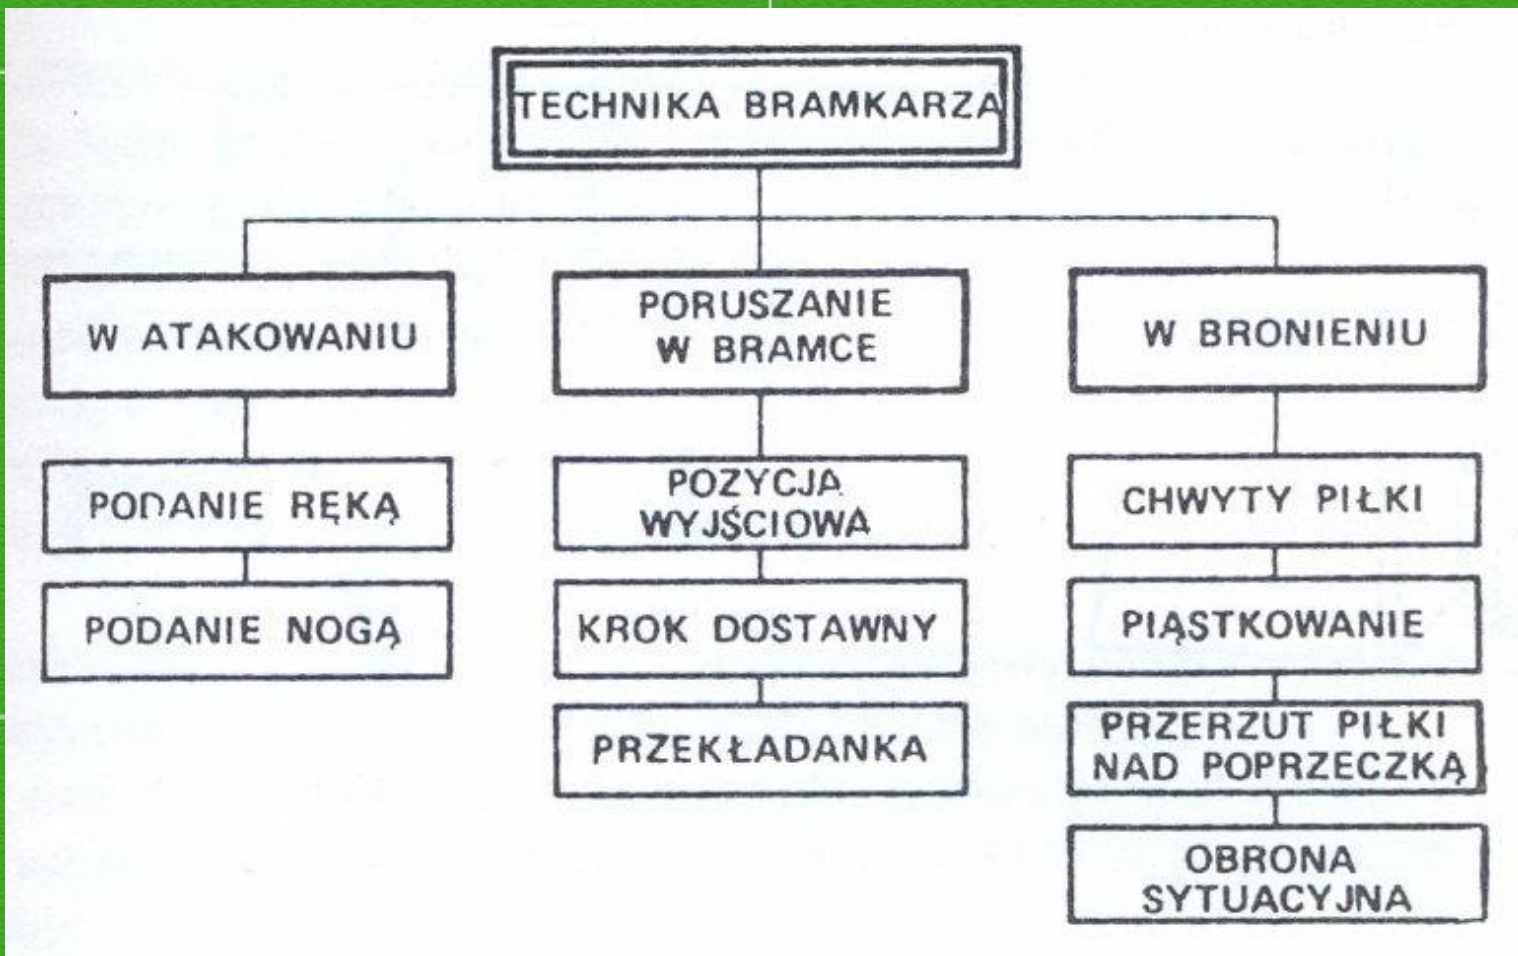 TECHNIKA BRAMKARZA
W ATAKOWANIU
PODANIE RĘKĄ
PODANIE NOGĄ
PORUSZANIE
W BRAMCE
POZYCJA
WYJŚCIOWA
KROK DOSTAWNY
PRZEKŁADANKA
W BRONIENIU
CHWYTY PIŁKI
PIĄSTKOWANIE
PRZERZUT PIŁKI
NAD POPRZECZKĄ
OBRONA
SYTUACYJNA